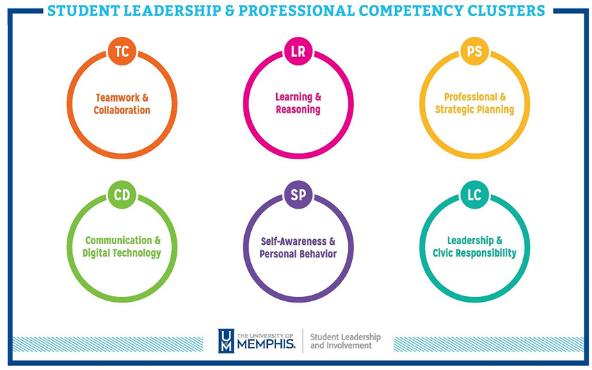 STUDENT LEADERSHIP & PROFESSIONAL COMPETENCY CLUSTERS
TC
Teamwork &
Collaboration
LR
Learning &
Reasoning
PS
Professional &
Strategic Planning
CD
Communication &
Digital Technology
SP
Self-Awareness &
Personal Behavior
LC
Leadership &
Civic Responsibility
UM
THE UNIVERSITY OF
MEMPHIS.
Student Leadership
and Involvement